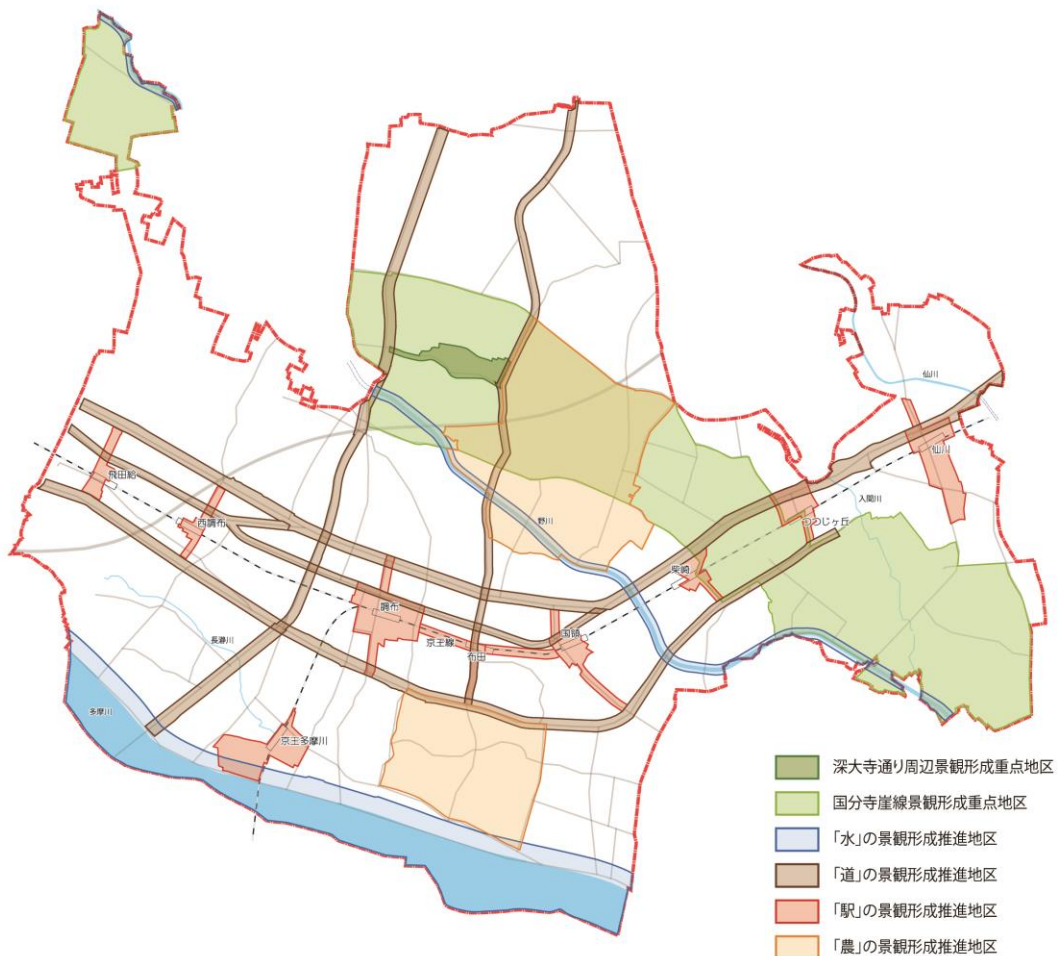 仙川
仙川
飛田給
入間川
つつじヶ丘
西調布
野川
柴崎
調布
国領
長瀞川
京王線
布田
多摩川
京王多摩川
深大寺通り周辺景観形成重点地区
国分寺崖線景観形成重点地区
「水」の景観形成推進地区
「道」の景観形成推進地区
「駅」の景観形成推進地区
「農」の景観形成推進地区